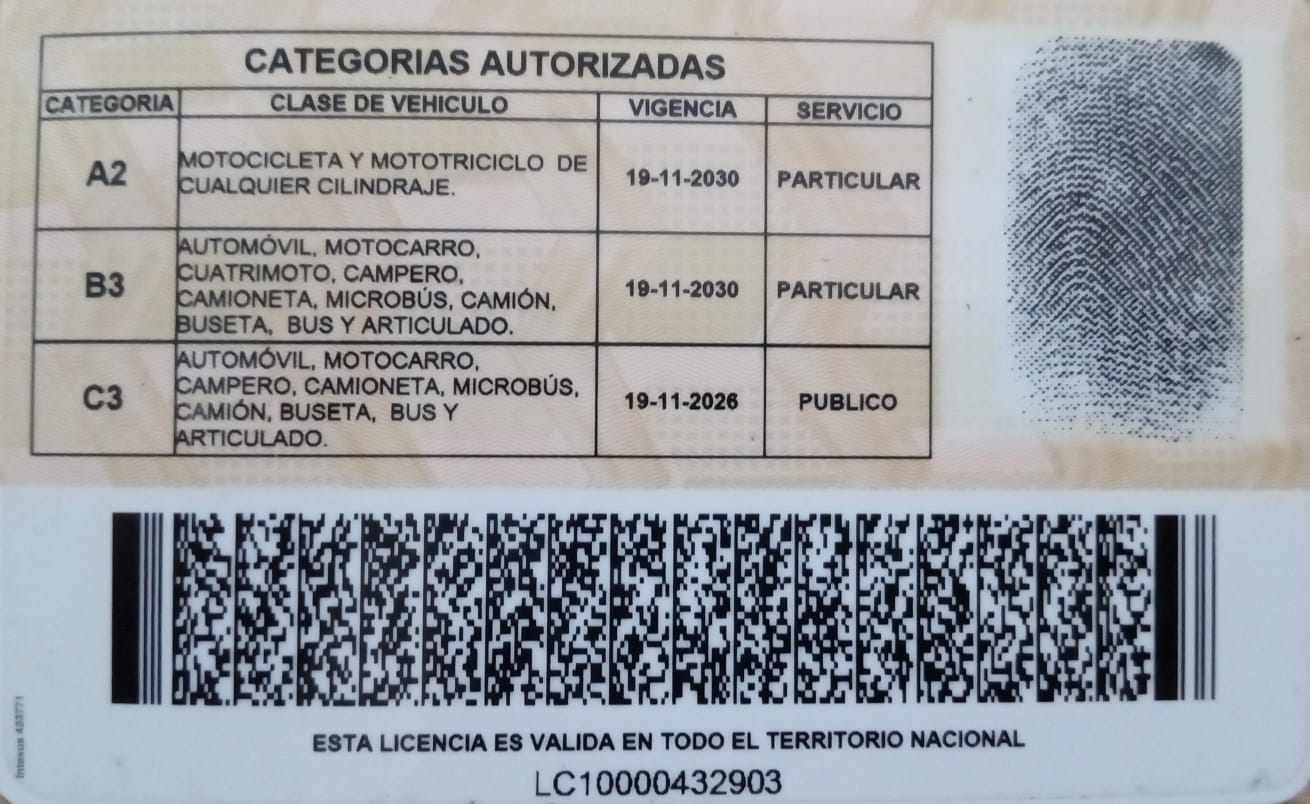 CATEGORIAS AUTORIZADAS
CATEGORIA CLASE DE VEHICULO VIGENCIA SERVICIO
A2 MOTOCICLETA Y MOTOTRICICLO DE CUALQUIER CILINDRAJE. 19-11-2030 PARTICULAR
B3 AUTOMÓVIL, MOTOCARRO, CUATRIMOTO, CAMPERO, CAMIONETA, MICROBÚS, CAMIÓN, BUSETA, BUS Y ARTICULADO. 19-11-2030 PARTICULAR
C3 AUTOMÓVIL, MOTOCARRO, CAMPERO, CAMIONETA, MICROBÚS, CAMIÓN, BUSETA, BUS Y ARTICULADO. 19-11-2026 PUBLICO
ESTA LICENCIA ES VALIDA EN TODO EL TERRITORIO NACIONAL
LC10000432903